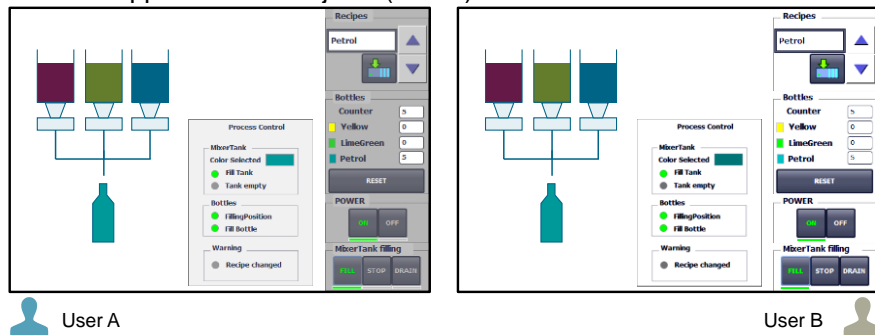 Recipes
Petrol
Bottles
Counter 5
Yellow 0
LimeGreen 0
Petrol 5
RESET
POWER
ON OFF
MixerTank filling
FILL STOP DRAIN
Process Control
MixerTank
Color Selected
Fill Tank
Tank empty
Bottles
FillingPosition
Fill Bottle
Warning
Recipe changed
User A
Recipes
Petrol
Bottles
Counter 5
Yellow 0
LimeGreen 0
Petrol 5
RESET
POWER
ON OFF
MixerTank filling
FILL STOP DRAIN
Process Control
MixerTank
Color Selected
Fill Tank
Tank empty
Bottles
FillingPosition
Fill Bottle
Warning
Recipe changed
User B